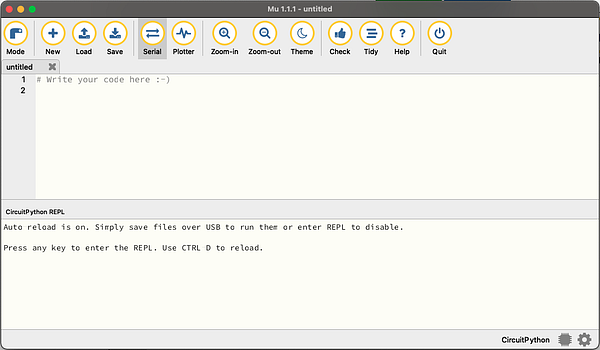 Mu 1.1.1 - untitled
Mode New Load Save Serial Plotter Zoom-in Zoom-out Theme Check Tidy Help Quit
untitled
1 # Write your code here :-)
2
CircuitPython REPL
Auto reload is on. Simply save files over USB to run them or enter REPL to disable.
Press any key to enter the REPL. Use CTRL D to reload.
CircuitPython